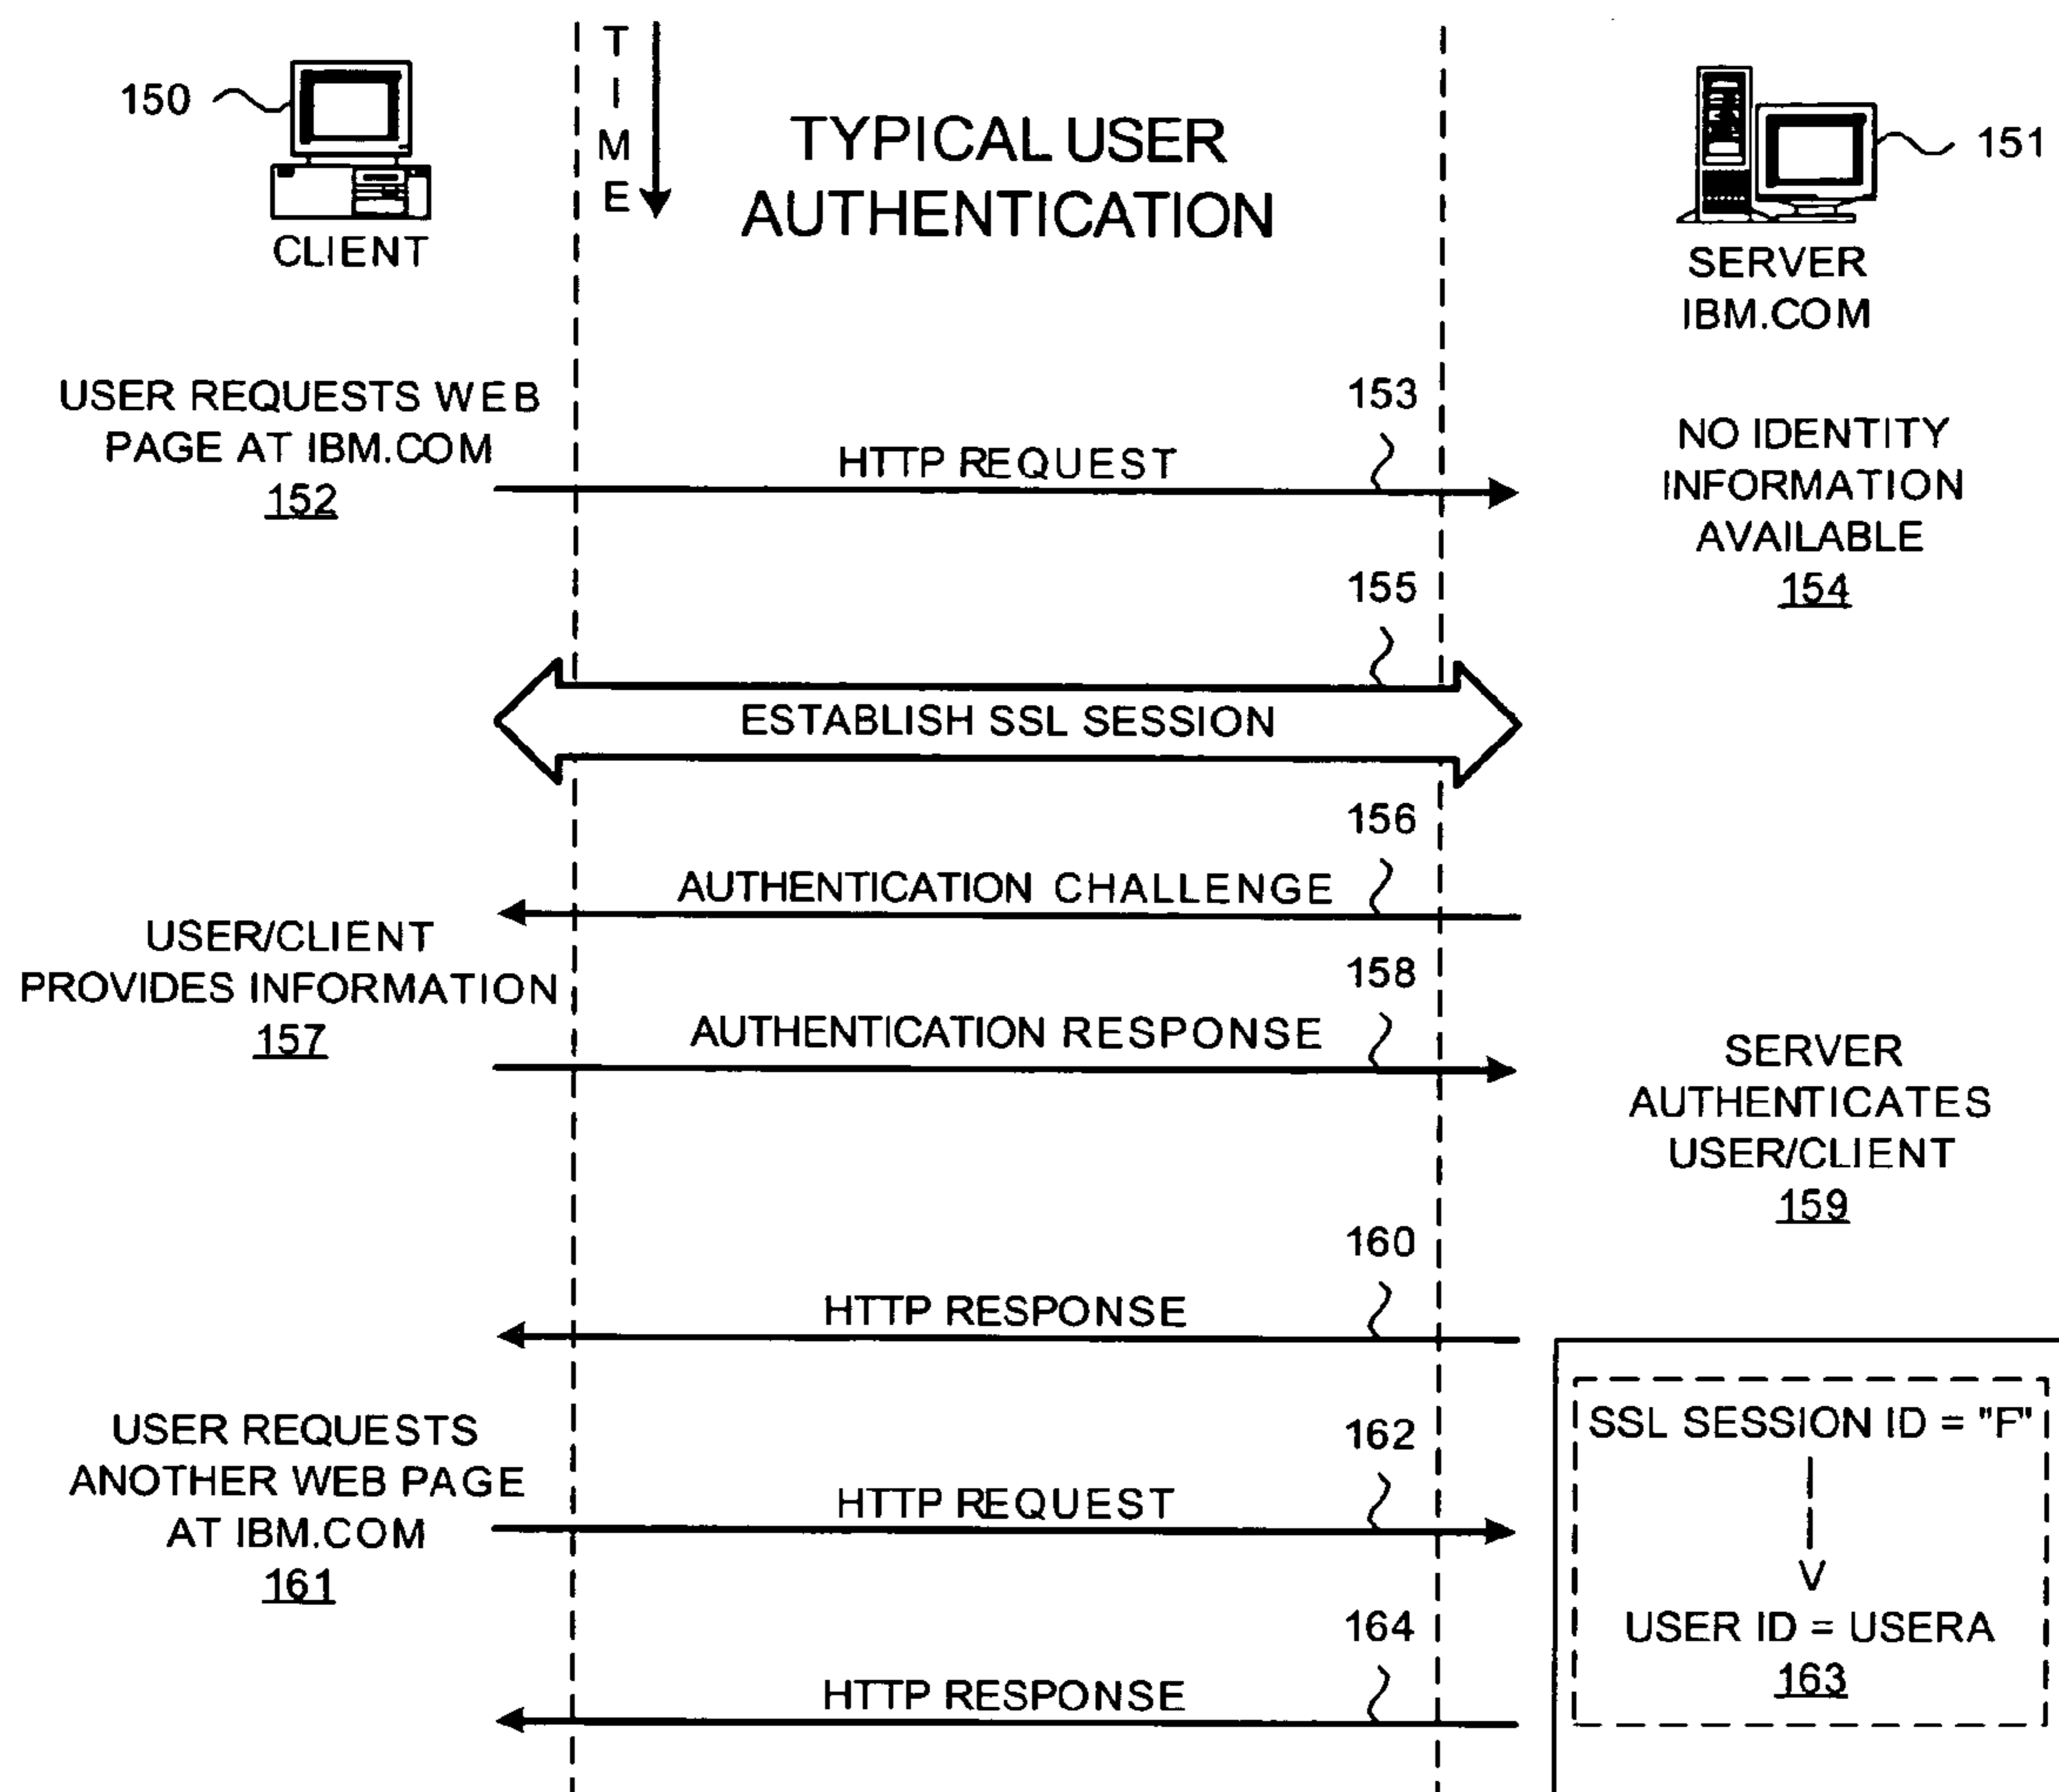 150
CLIENT
TIME
TYPICAL USER
AUTHENTICATION
151
SERVER
IBM.COM
USER REQUESTS WEB
PAGE AT IBM.COM
152
153
HTTP REQUEST
NO IDENTITY
INFORMATION
AVAILABLE
154
155
ESTABLISH SSL SESSION
156
AUTHENTICATION CHALLENGE
USER/CLIENT
PROVIDES INFORMATION
157
158
AUTHENTICATION RESPONSE
SERVER
AUTHENTICATES
USER/CLIENT
159
160
HTTP RESPONSE
USER REQUESTS
ANOTHER WEB PAGE
AT IBM.COM
161
162
HTTP REQUEST
SSL SESSION ID = "F"
USER ID = USERA
163
164
HTTP RESPONSE